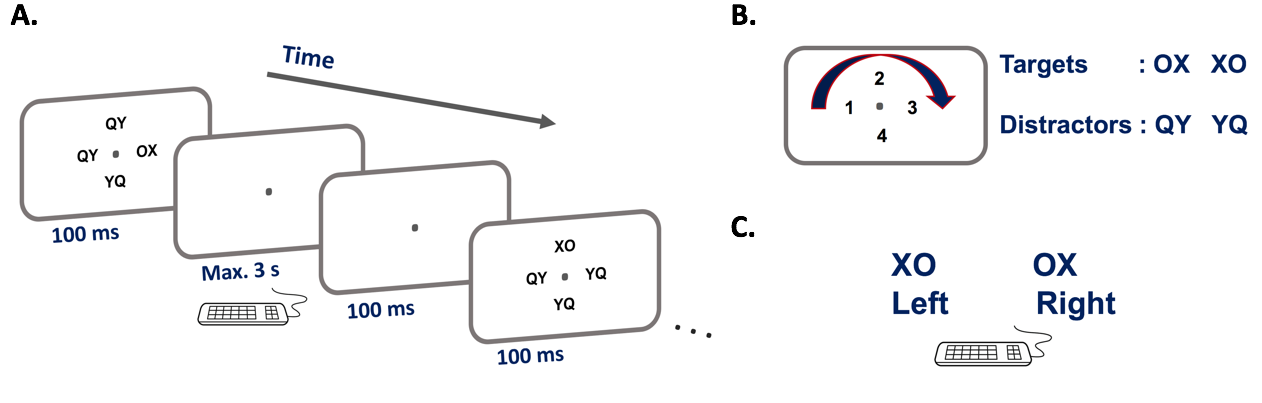 A.
Time
QY
QY OX
YQ
100 ms
Max. 3 s
100 ms
XO
QY YQ
YQ
100 ms
...
B.
2
1 3
4
Targets : OX XO
Distractors : QY YQ
C.
XO OX
Left Right